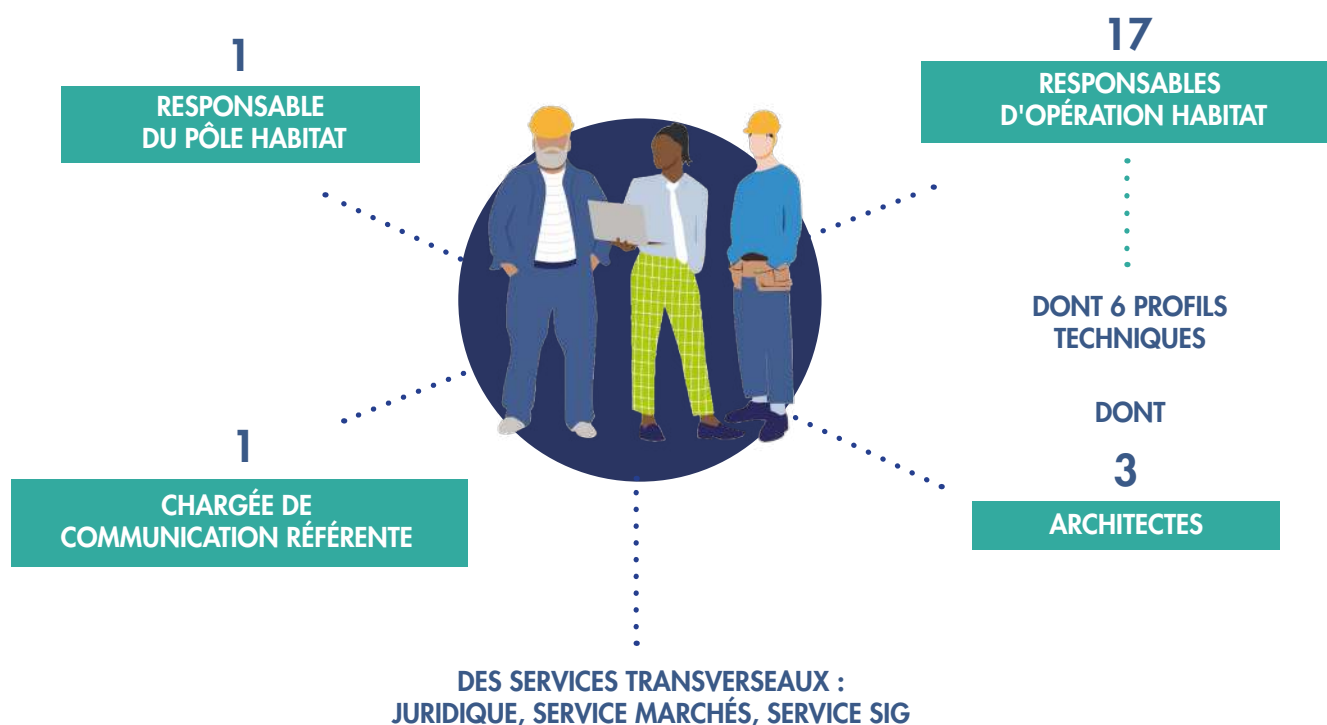 1
RESPONSABLE
DU PÔLE HABITAT
17
RESPONSABLES
D'OPÉRATION HABITAT
DONT 6 PROFILS
TECHNIQUES
DONT
3
ARCHITECTES
1
CHARGÉE DE
COMMUNICATION RÉFÉRENTE
DES SERVICES TRANSVERSEAUX :
JURIDIQUE, SERVICE MARCHÉS, SERVICE SIG